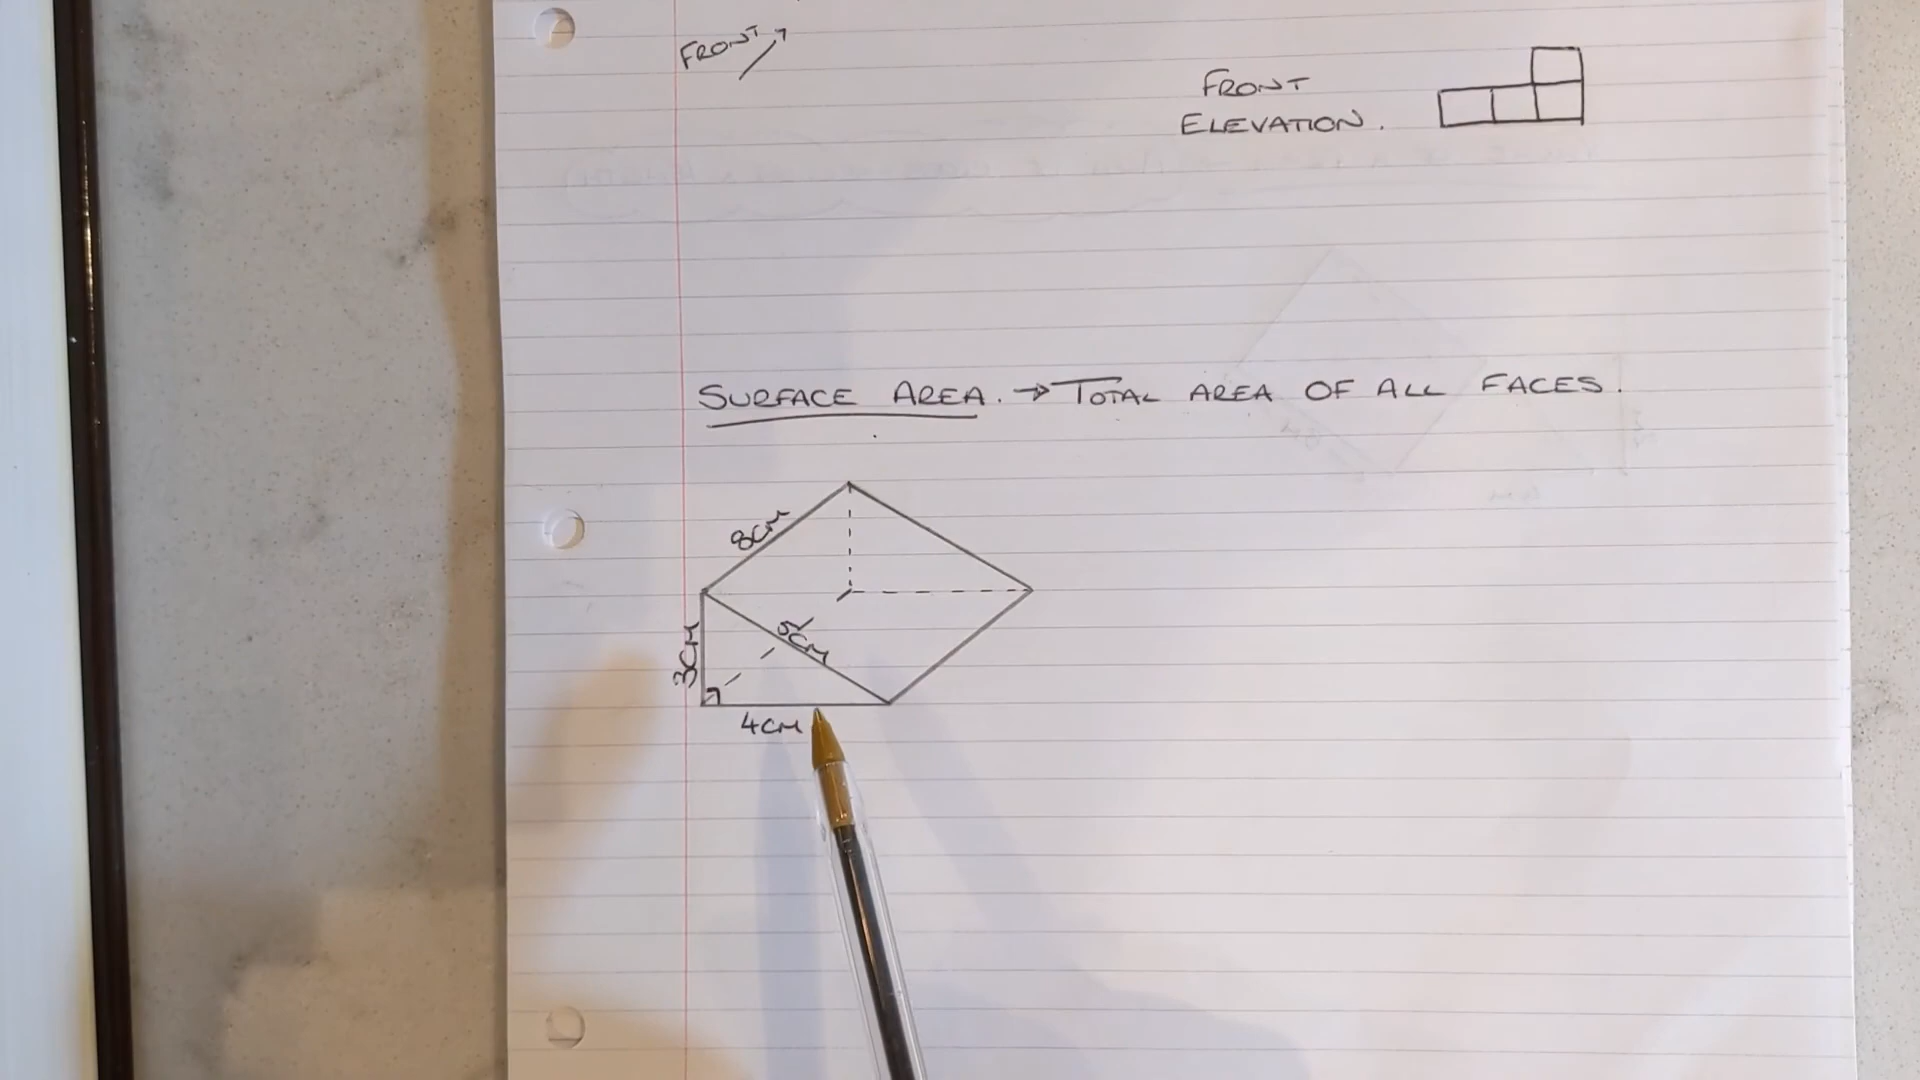 FRONT
FRONT
ELEVATION.
SURFACE AREA. → TOTAL AREA OF ALL FACES.
8CM
5CM
3CM
4CM